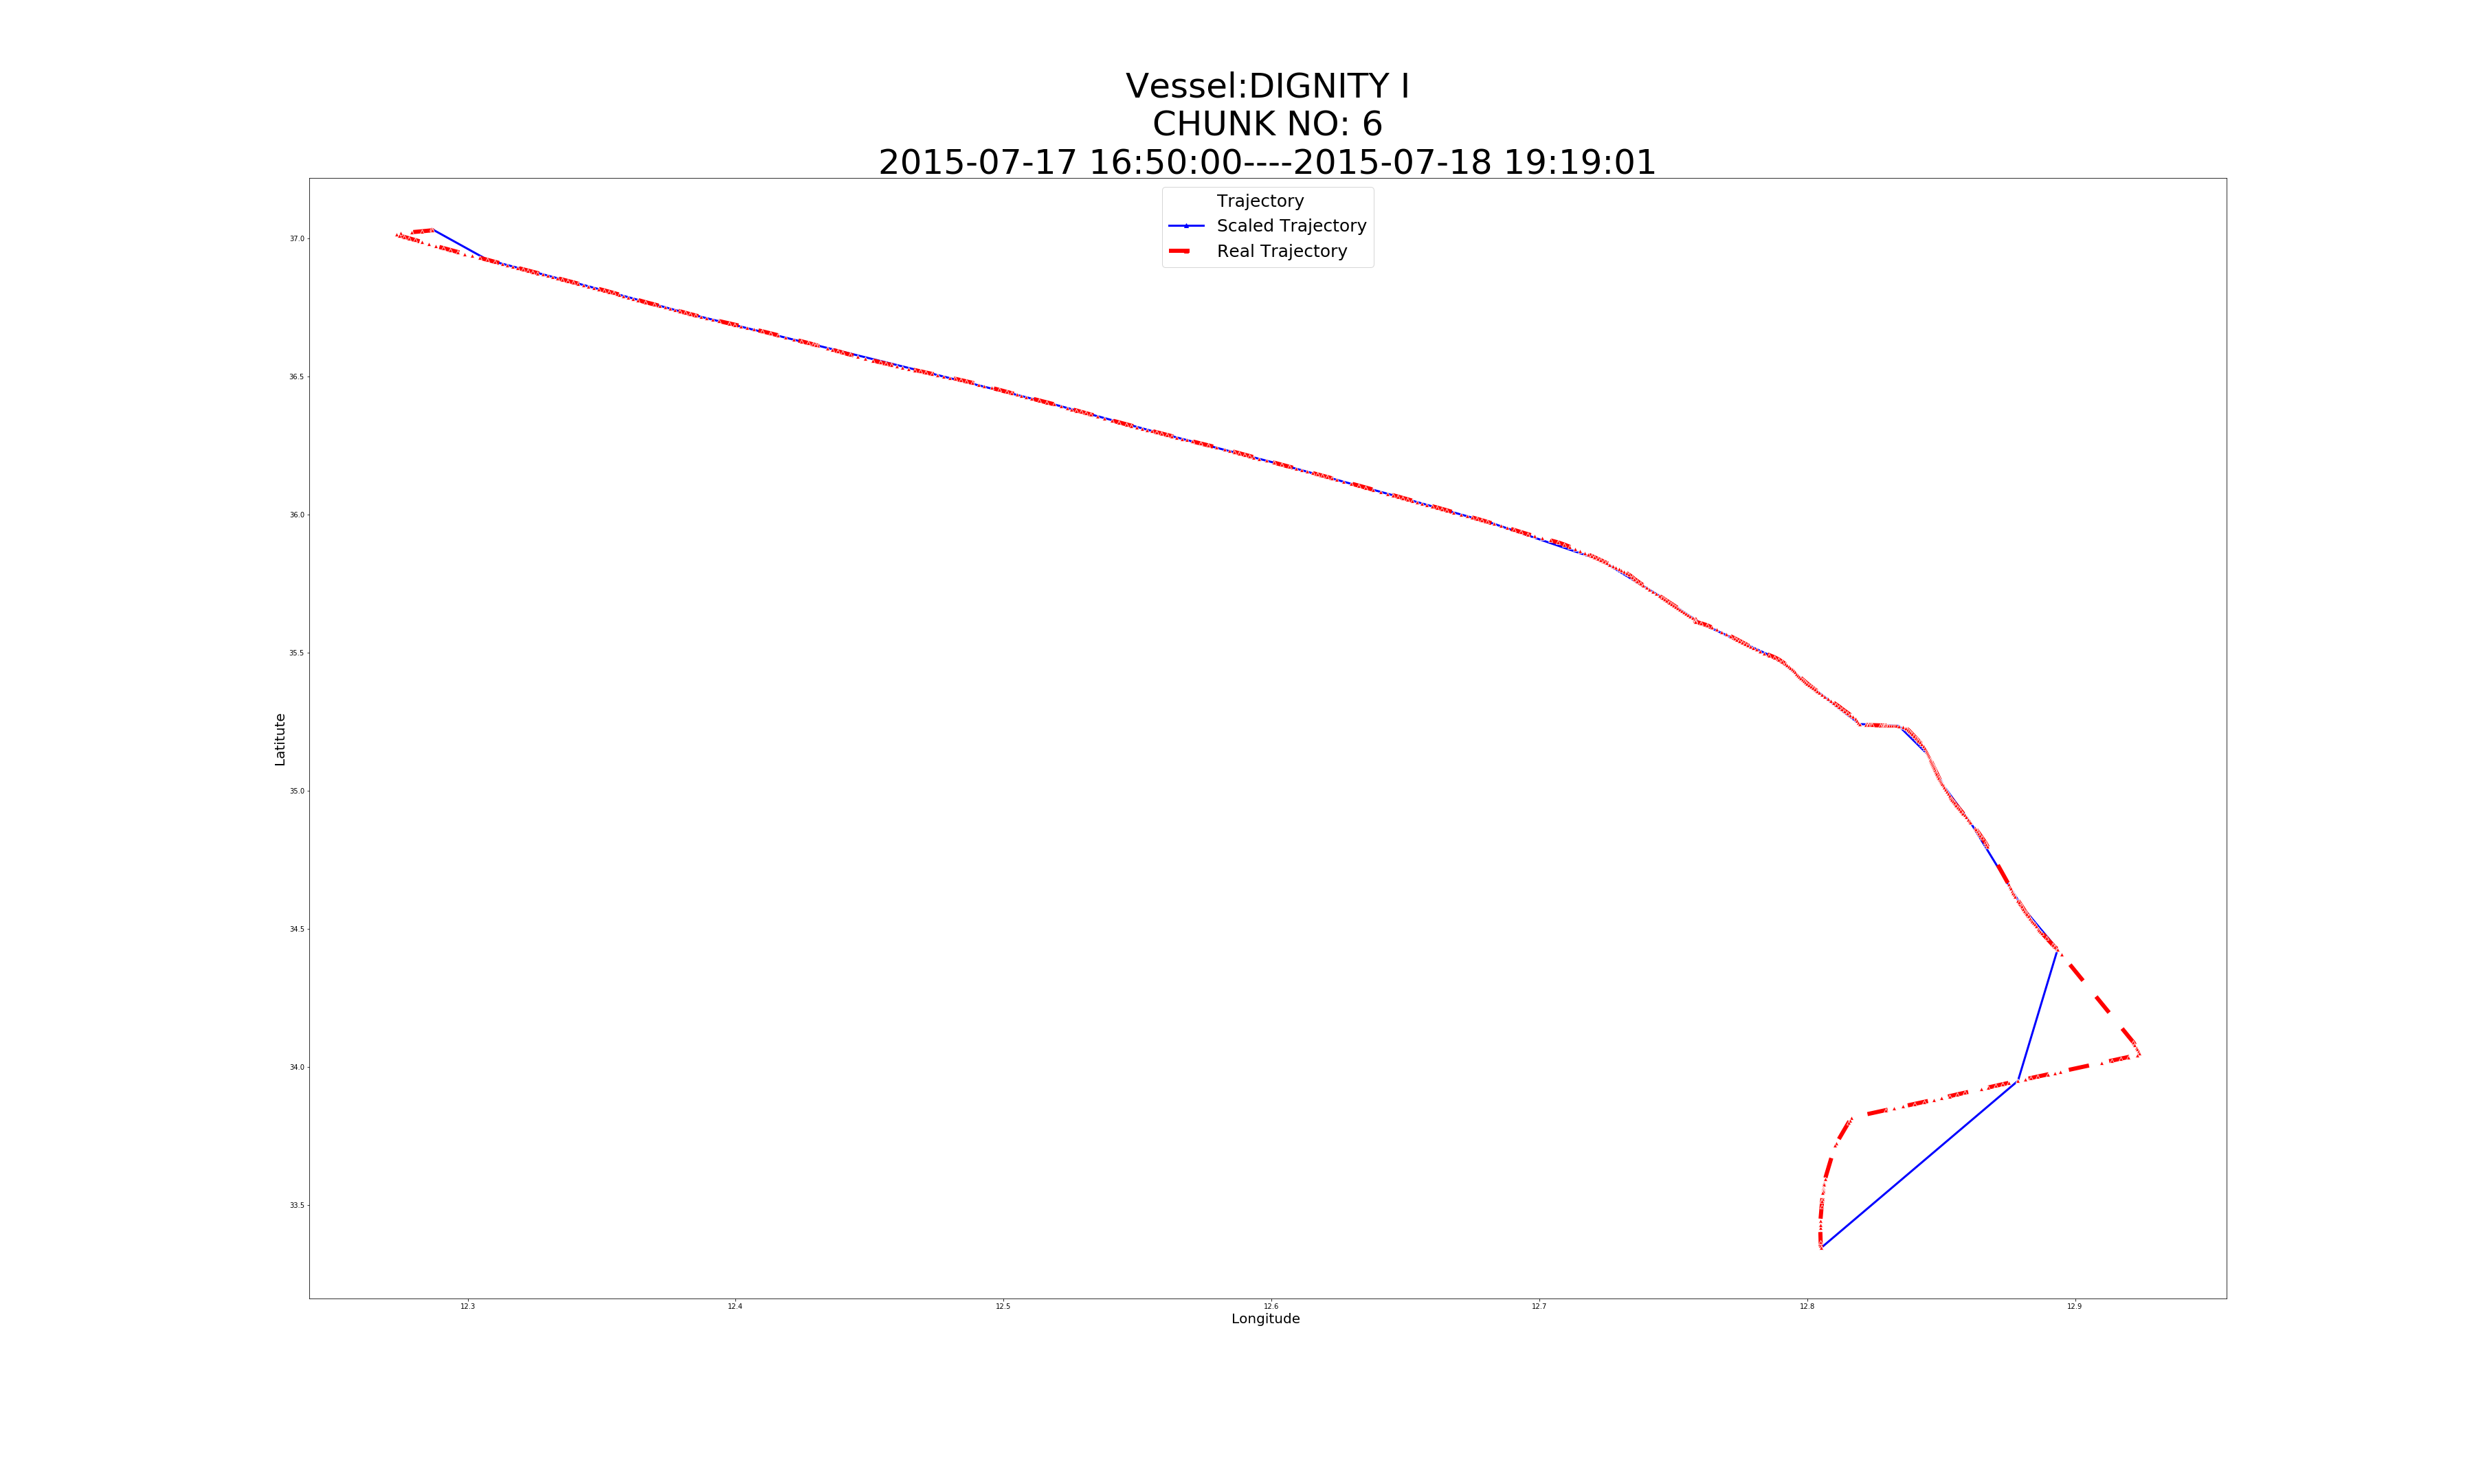 Vessel:DIGNITY I
CHUNK NO: 6
2015-07-17 16:50:00----2015-07-18 19:19:01
Trajectory
Scaled Trajectory
Real Trajectory
37.0
36.5
36.0
35.5
35.0
34.5
34.0
33.5
Latitute
12.3 12.4 12.5 12.6 12.7 12.8 12.9
Longitude